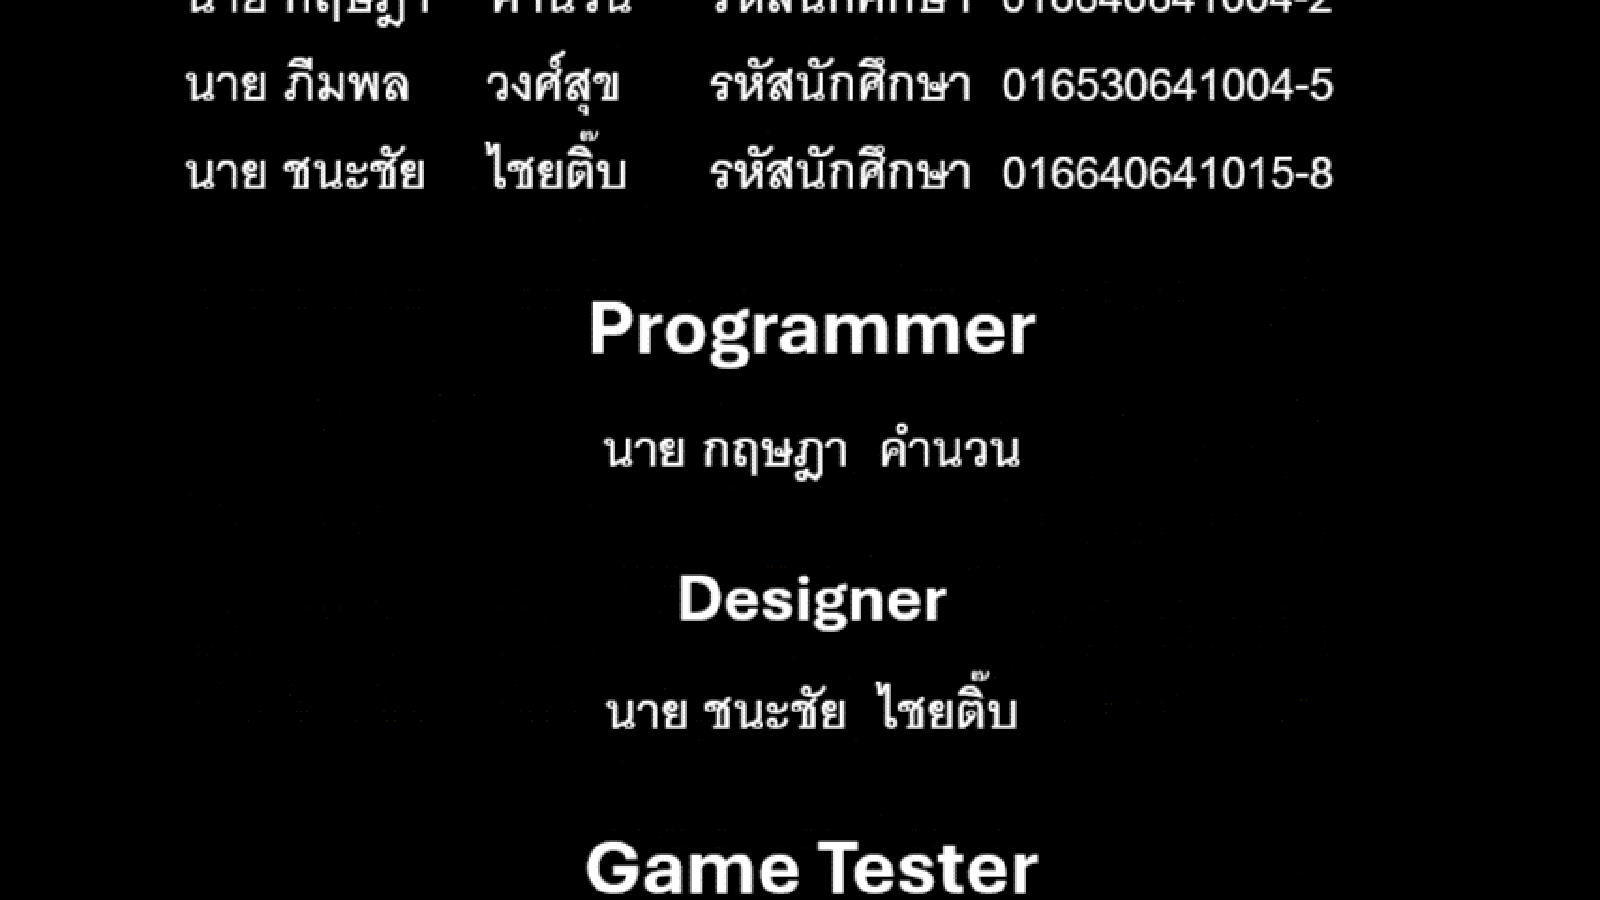 นาย กฤษฎา คำนวน รหัสนักศึกษา 016640641004-2
นาย ภีมพล วงศ์สุข รหัสนักศึกษา 016530641004-5
นาย ชนะชัย ไชยติ๊บ รหัสนักศึกษา 016640641015-8
Programmer
นาย กฤษฎา คำนวน
Designer
นาย ชนะชัย ไชยติ๊บ
Game Tester